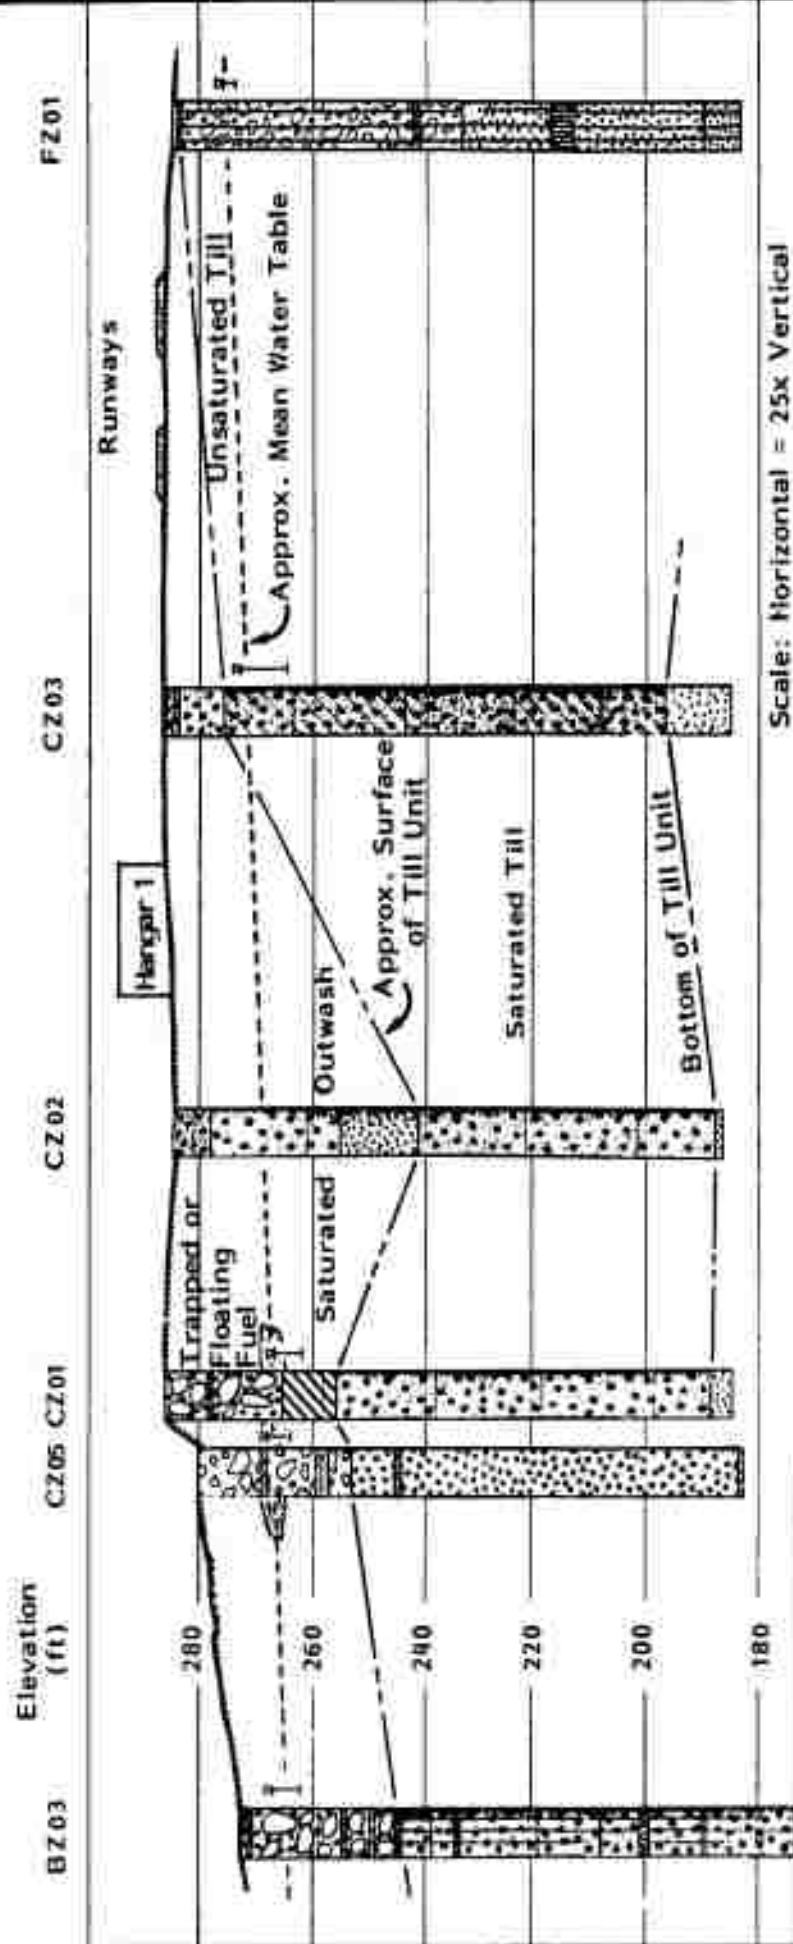 Elevation
(ft)
BZ03
CZ05
CZ01
CZ02
CZ03
FZ01
Runways
Hangar 1
280
260
240
220
200
180
Trapped or
Floating
Fuel
Saturated
Outwash
Approx. Surface
of Till Unit
Saturated Till
Bottom of Till Unit
Unsaturated Till
Approx. Mean Water Table
Scale: Horizontal = 25x Vertical